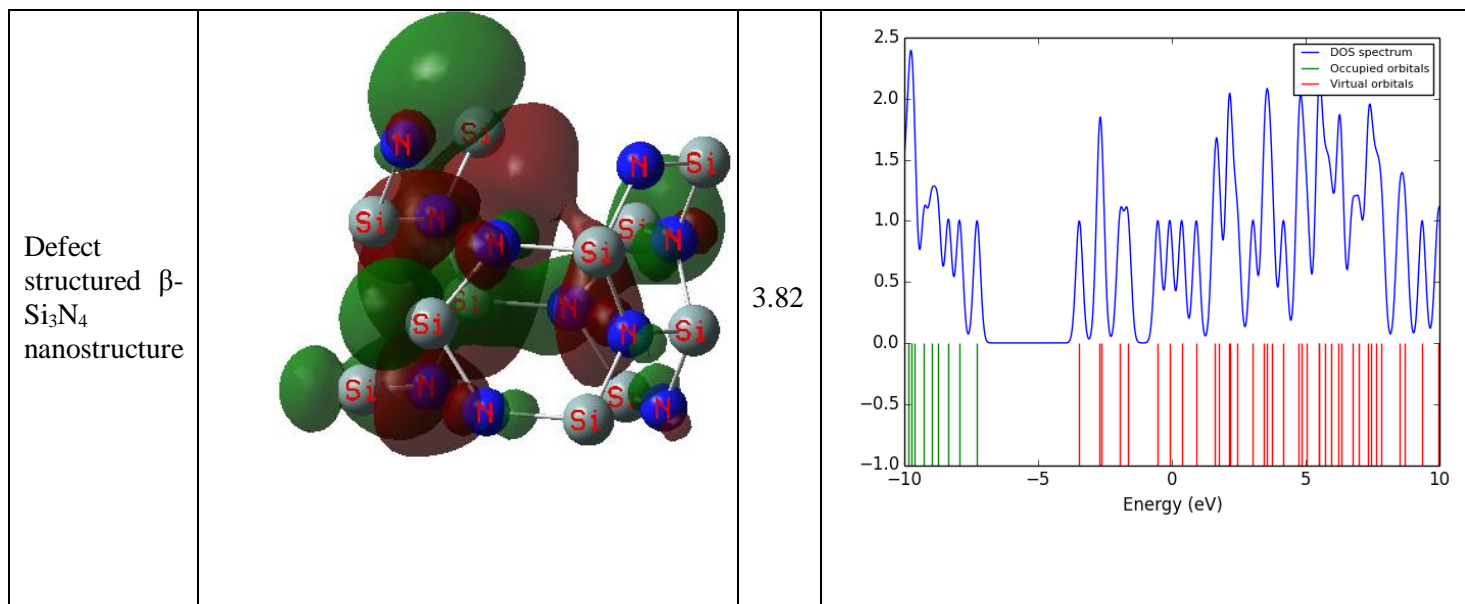 Defect
structured β-
Si₃N₄
nanostructure
N
Si
N
Si
Si
N
Si
N
N
Si
Si
Si
N
N
Si
Si
Si
N
N
Si
S
N
3.82
DOS spectrum
Occupied orbitals
Virtual orbitals
2.5
2.0
1.5
1.0
0.5
0.0
−0.5
−1.0
−10
−5
0
5
10
Energy (eV)